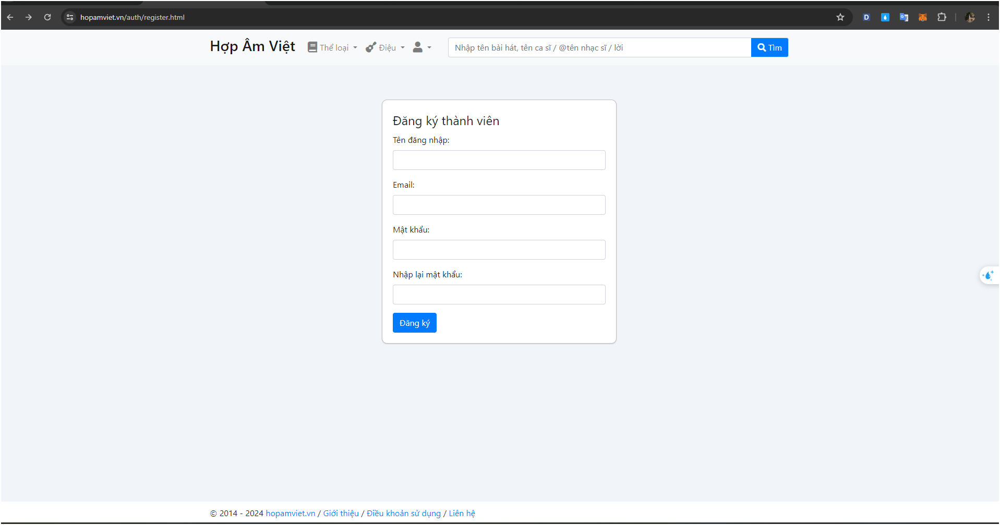 hopamviet.vn/auth/register.html
D
Hợp Âm Việt Thể loại Điệu Nhập tên bài hát, tên ca sĩ / @tên nhạc sĩ / lời Tìm
Đăng ký thành viên
Tên đăng nhập:
Email:
Mật khẩu:
Nhập lại mật khẩu:
Đăng ký
© 2014 - 2024 hopamviet.vn / Giới thiệu / Điều khoản sử dụng / Liên hệ